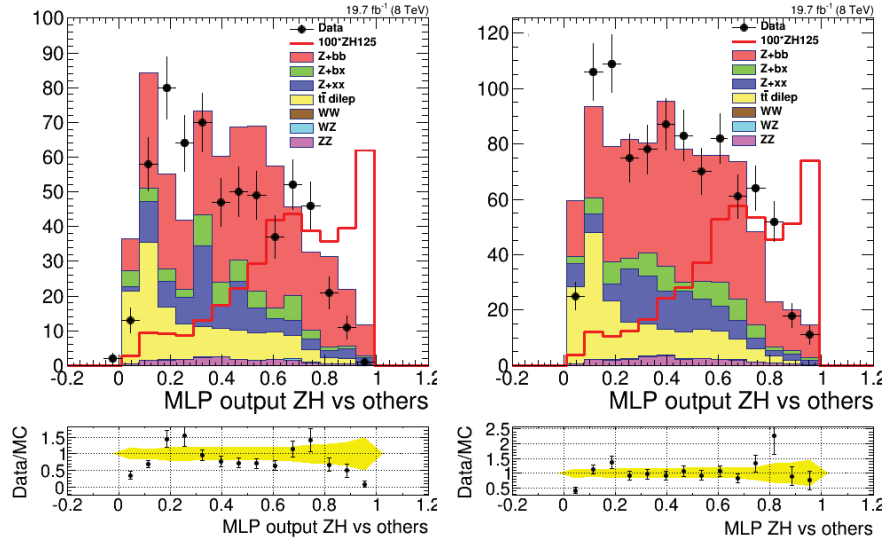 19.7 fb⁻¹ (8 TeV)
100
90
80
70
60
50
40
30
20
10
0
Data
100*ZH125
Z+bb
Z+bx
Z+xx
tt̄ dilep
WW
WZ
ZZ
-0.2 0 0.2 0.4 0.6 0.8 1 1.2
MLP output ZH vs others
Data/MC
1.5
1
0.5
0
-0.2 0 0.2 0.4 0.6 0.8 1 1.2
MLP output ZH vs others
19.7 fb⁻¹ (8 TeV)
120
100
80
60
40
20
0
Data
100*ZH125
Z+bb
Z+bx
Z+xx
tt̄ dilep
WW
WZ
ZZ
-0.2 0 0.2 0.4 0.6 0.8 1 1.2
MLP output ZH vs others
Data/MC
2.5
2
1.5
1
0.5
-0.2 0 0.2 0.4 0.6 0.8 1 1.2
MLP ZH vs others